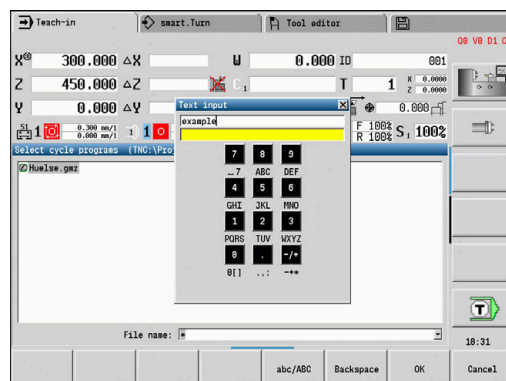 Teach-in smart.Turn Tool editor
Q0 V0 D1
X 300.000 ΔX W 0.000 ID 001
Z 450.000 ΔZ C1 T 1 X 0.0000
Z 0.0000
Y 0.000 ΔY 0.000
S1 1 0.300 mm/1 1 1 F 100% S1 100%
0.000 mm/1 R 100%
Select cycle programs (TNC:\Pro
Text input
example
Huelse.gmz
7 8 9
_7 ABC DEF
4 5 6
GHI JKL MNO
1 2 3
PQRS TUV WXYZ
0 . -/+
0[] ..: -+*
T
File name: *
10:31
abc/ABC Backspace OK Cancel